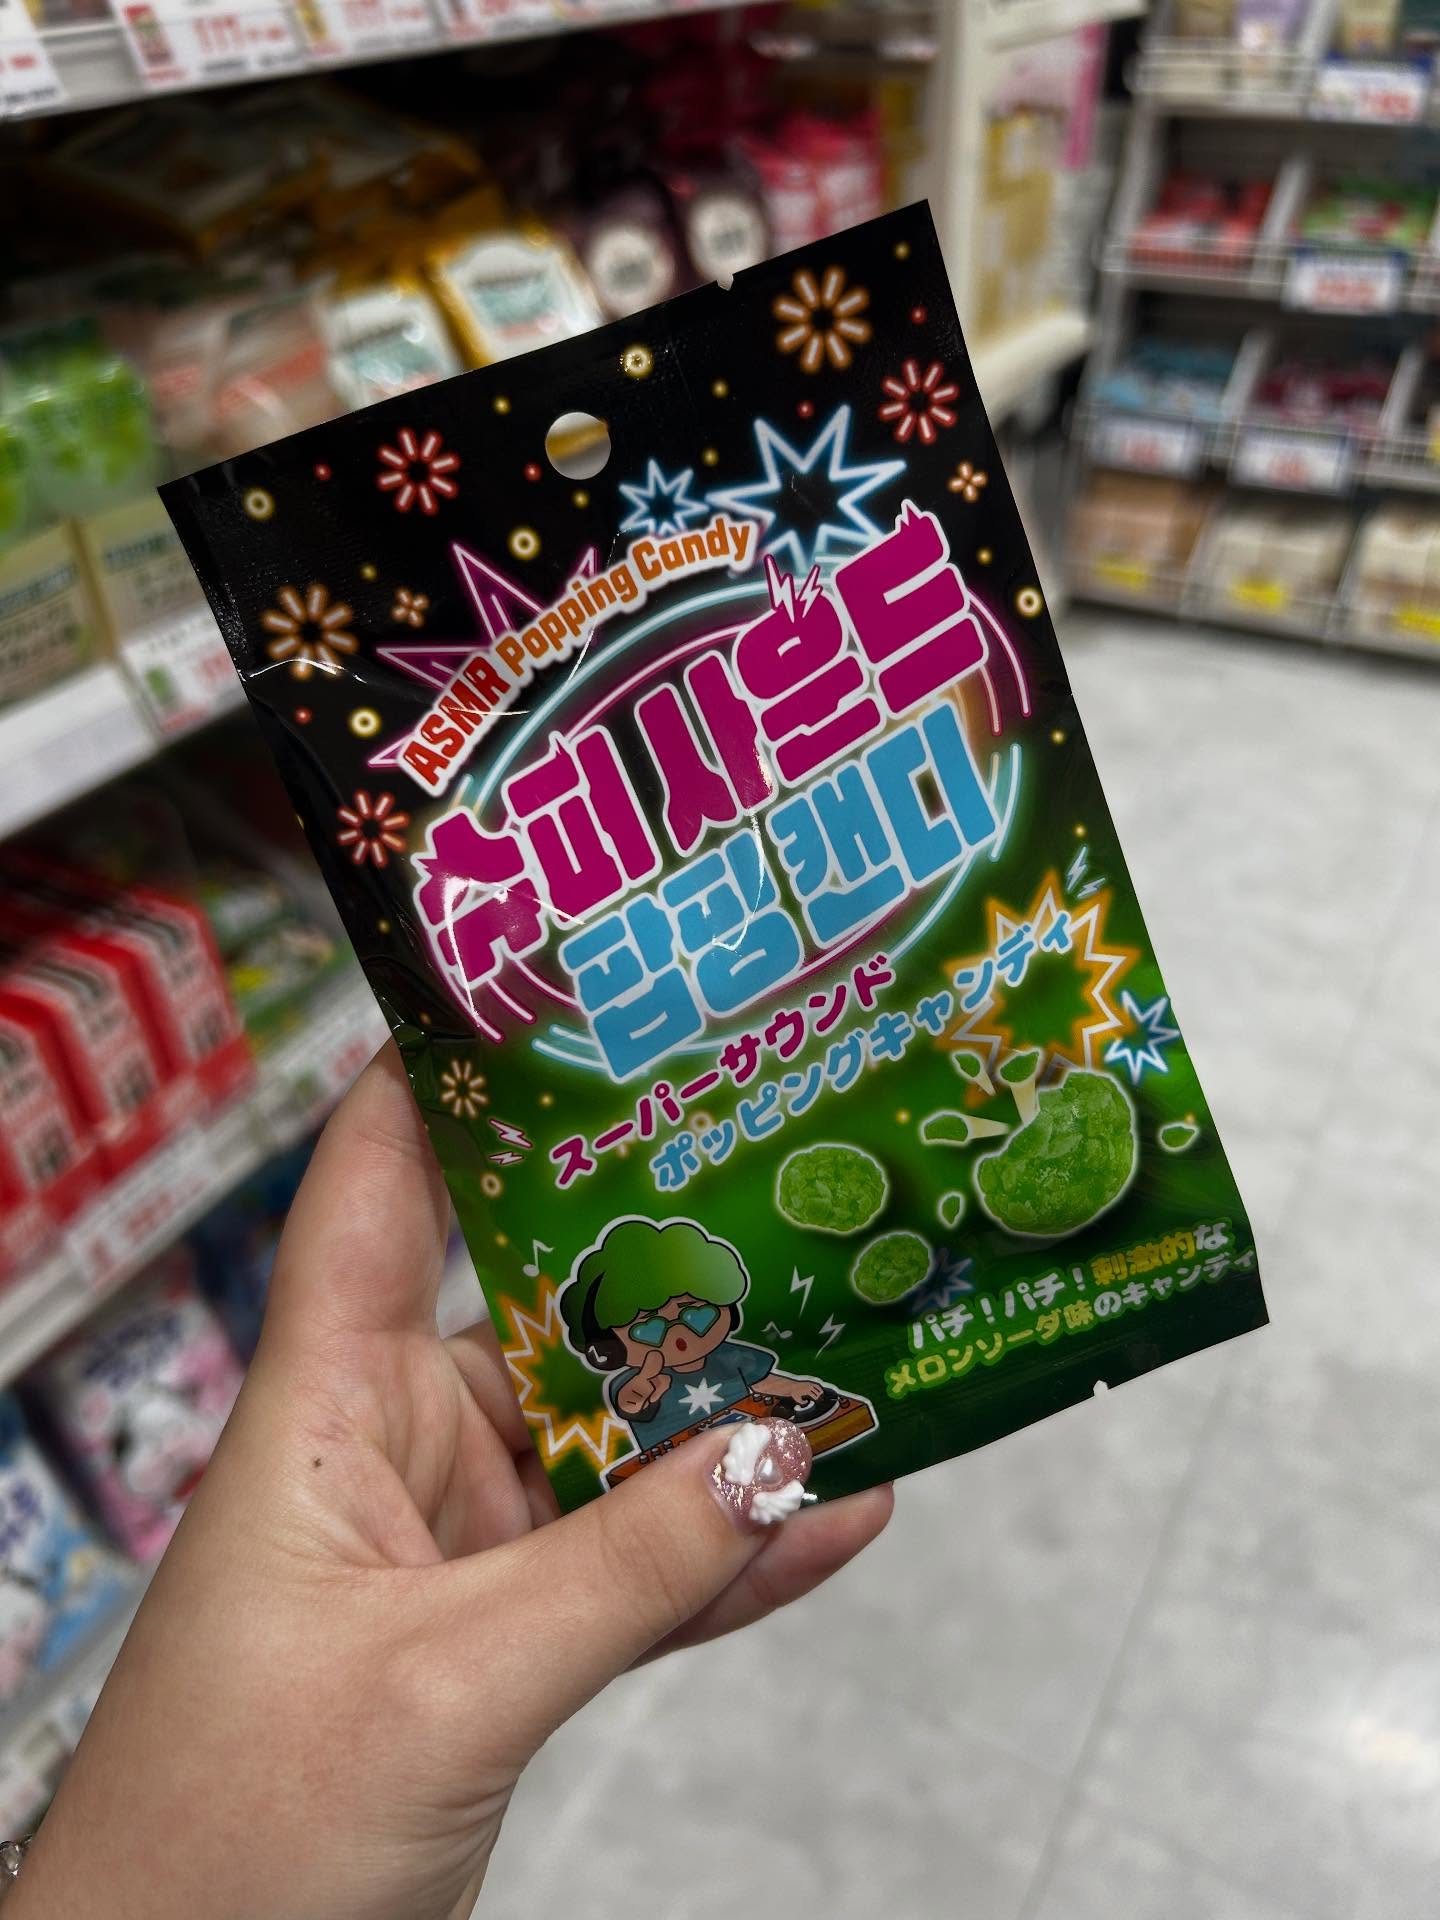 ASMR Popping Candy
슈퍼 사운드
팝핑 캔디
スーパーサウンド
ポッピングキャンディ
パチ！パチ！刺激的な
メロンソーダ味のキャンディ